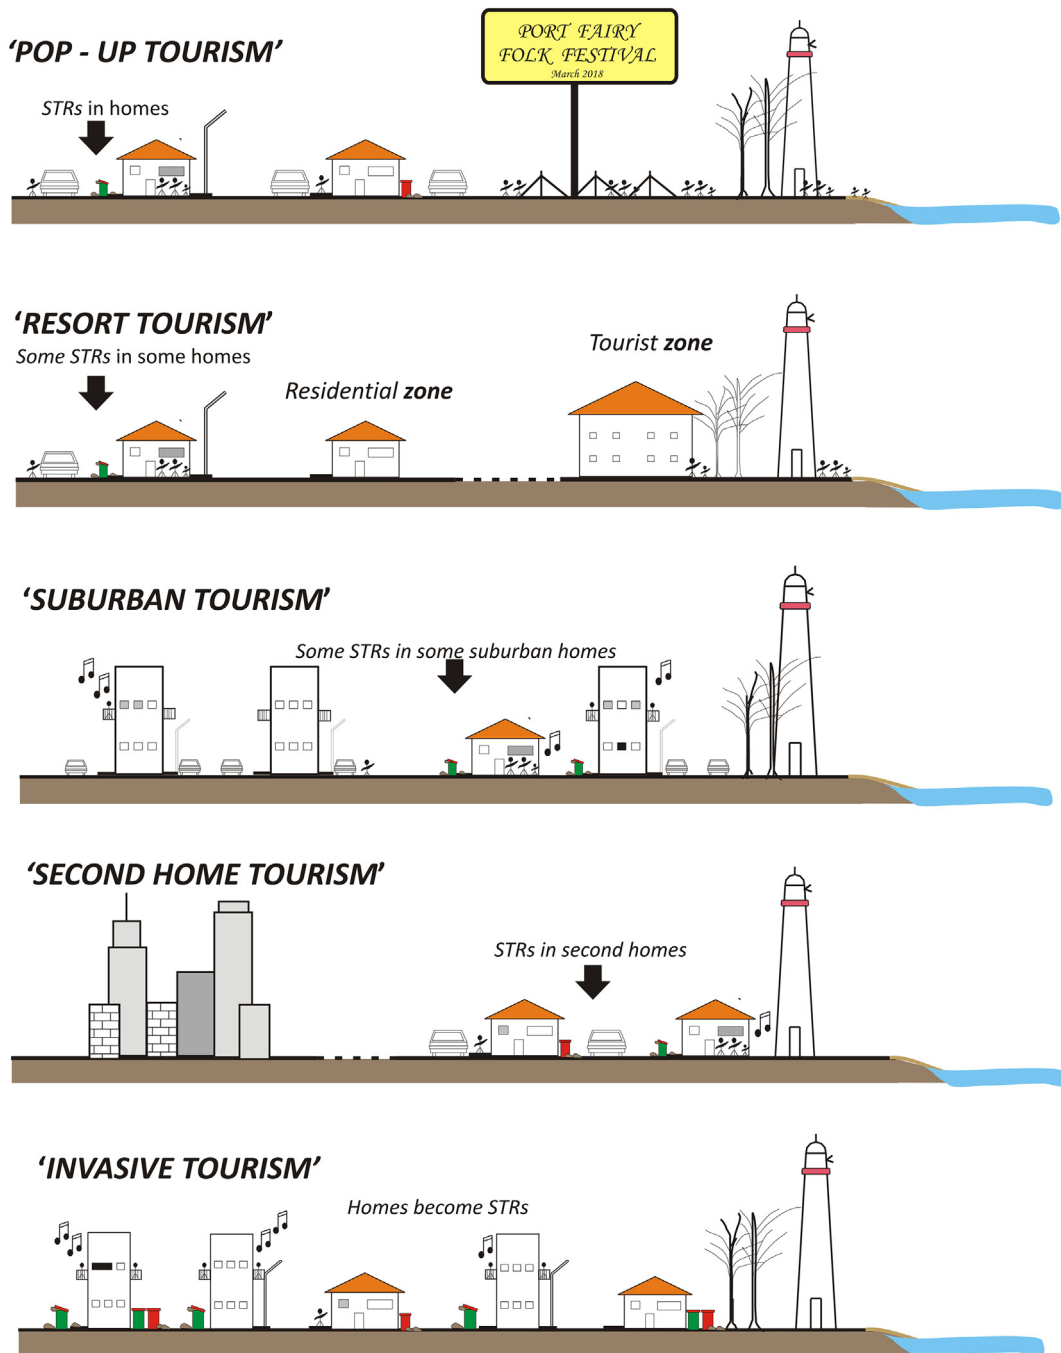 ‘POP - UP TOURISM’
PORT FAIRY
FOLK FESTIVAL
March 2018
STRs in homes
‘RESORT TOURISM’
Some STRs in some homes
Tourist zone
Residential zone
‘SUBURBAN TOURISM’
Some STRs in some suburban homes
‘SECOND HOME TOURISM’
STRs in second homes
‘INVASIVE TOURISM’
Homes become STRs